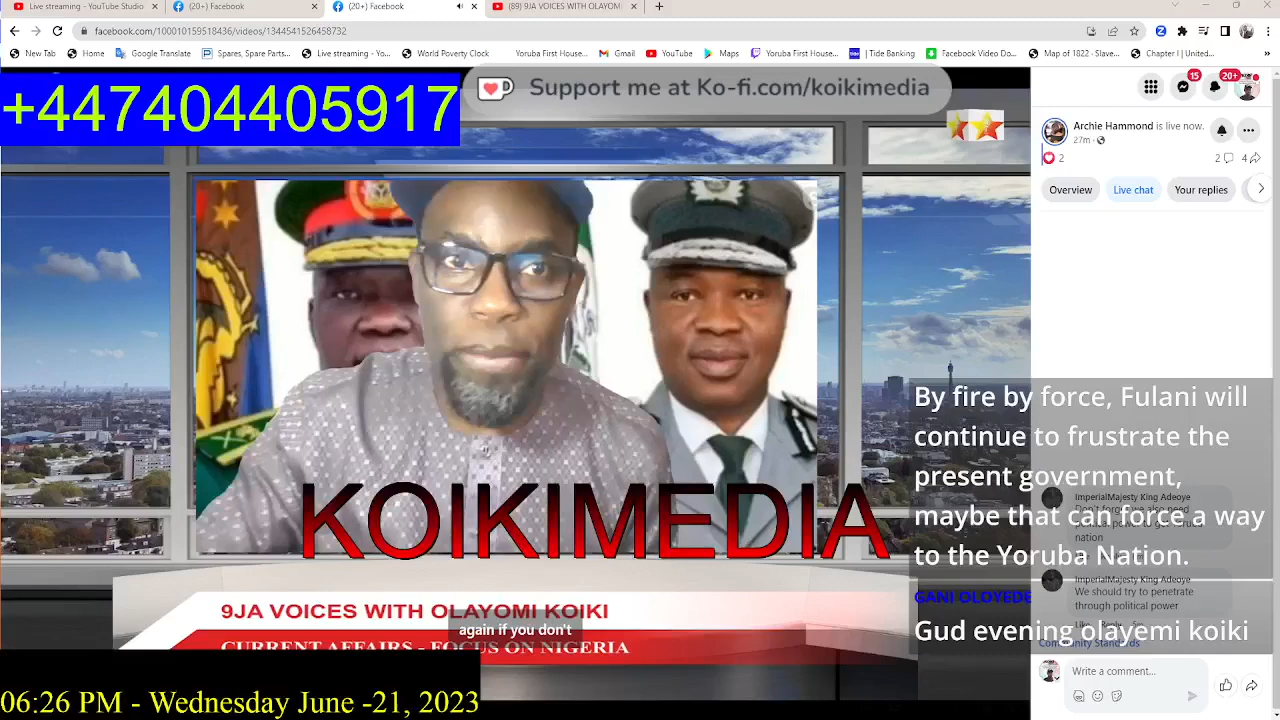 Live streaming - YouTube Studio
(20+) Facebook
(20+) Facebook
(89) 9JA VOICES WITH OLAYOMI
facebook.com/100010159518436/videos/1344541526458732
New Tab
Home
Google Translate
Spares, Spare Parts...
Live streaming - Yo...
World Poverty Clock
Yoruba First House...
Gmail
YouTube
Maps
Yoruba First House...
| Tide Banking
Facebook Video Do...
Map of 1822 - Slave...
Chapter I | United...
+447404405917
Support me at Ko-fi.com/koikimedia
15
20+
Archie Hammond is live now.
27m
2
2
4
Overview
Live chat
Your replies
By fire by force, Fulani will
continue to frustrate the
present government,
maybe that can force a way
to the Yoruba Nation.
ImperialMajesty King Adeoye
nation
ImperialMajesty King Adeoye
We should try to penetrate
through political power
GANI OLOYEDE
Gud evening olayemi koiki
Community Standards
Write a comment...
KOIKIMEDIA
9JA VOICES WITH OLAYOMI KOIKI
again if you don't
CURRENT AFFAIRS - FOCUS ON NIGERIA
06:26 PM - Wednesday June -21, 2023